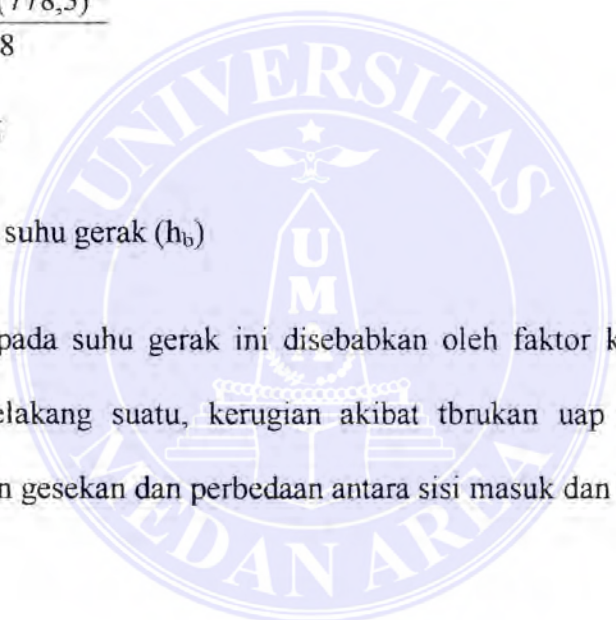 (778,5)
8
UNIVERSITAS
suhu gerak (hb)
U
M
pada suhu gerak ini disebabkan oleh faktor k
elakang suatu, kerugian akibat tbrukan uap
n gesekan dan perbedaan antara sisi masuk dan
MEDAN AREA